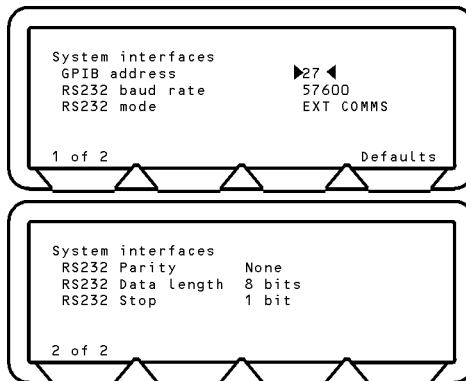 System interfaces
GPIB address ▶27◀
RS232 baud rate 57600
RS232 mode EXT COMMS
1 of 2 Defaults
System interfaces
RS232 Parity None
RS232 Data length 8 bits
RS232 Stop 1 bit
2 of 2